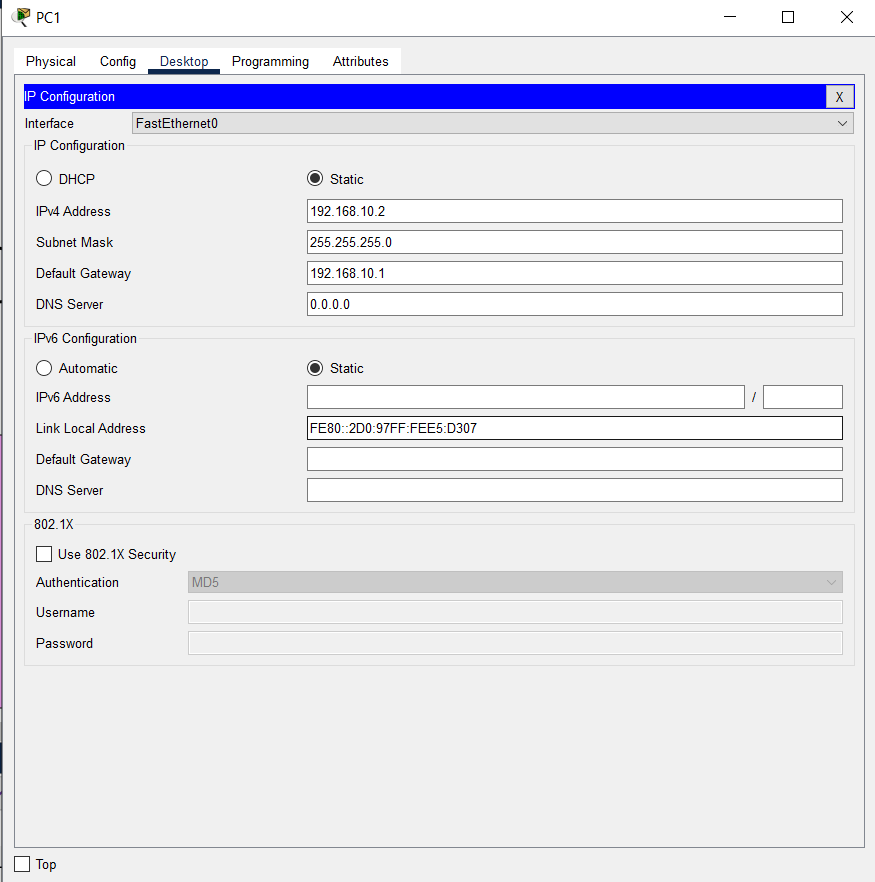 PC1
Physical Config Desktop Programming Attributes
IP Configuration X
Interface FastEthernet0
IP Configuration
DHCP Static
IPv4 Address 192.168.10.2
Subnet Mask 255.255.255.0
Default Gateway 192.168.10.1
DNS Server 0.0.0.0
IPv6 Configuration
Automatic Static
IPv6 Address /
Link Local Address FE80::2D0:97FF:FEE5:D307
Default Gateway
DNS Server
802.1X
Use 802.1X Security
Authentication MD5
Username
Password
Top